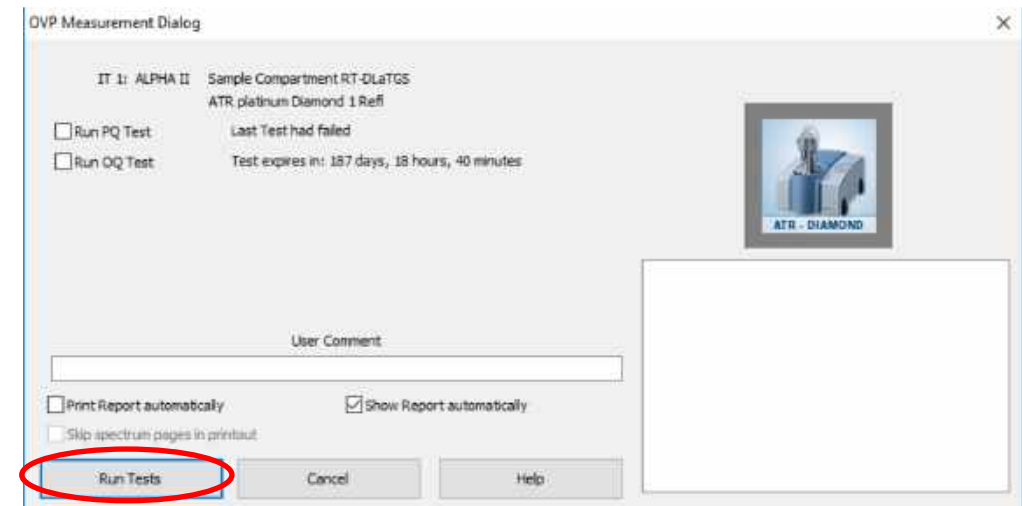 OVP Measurement Dialog
IT 1: ALPHA II Sample Compartment RT-DLaTGS
ATR platinum Diamond 1 Refl
Run PQ Test Last Test had failed
Run OQ Test Test expires in: 187 days, 18 hours, 40 minutes
ATR - DIAMOND
User Comment
Print Report automatically Show Report automatically
Skip spectrum pages in printout
Run Tests Cancel Help